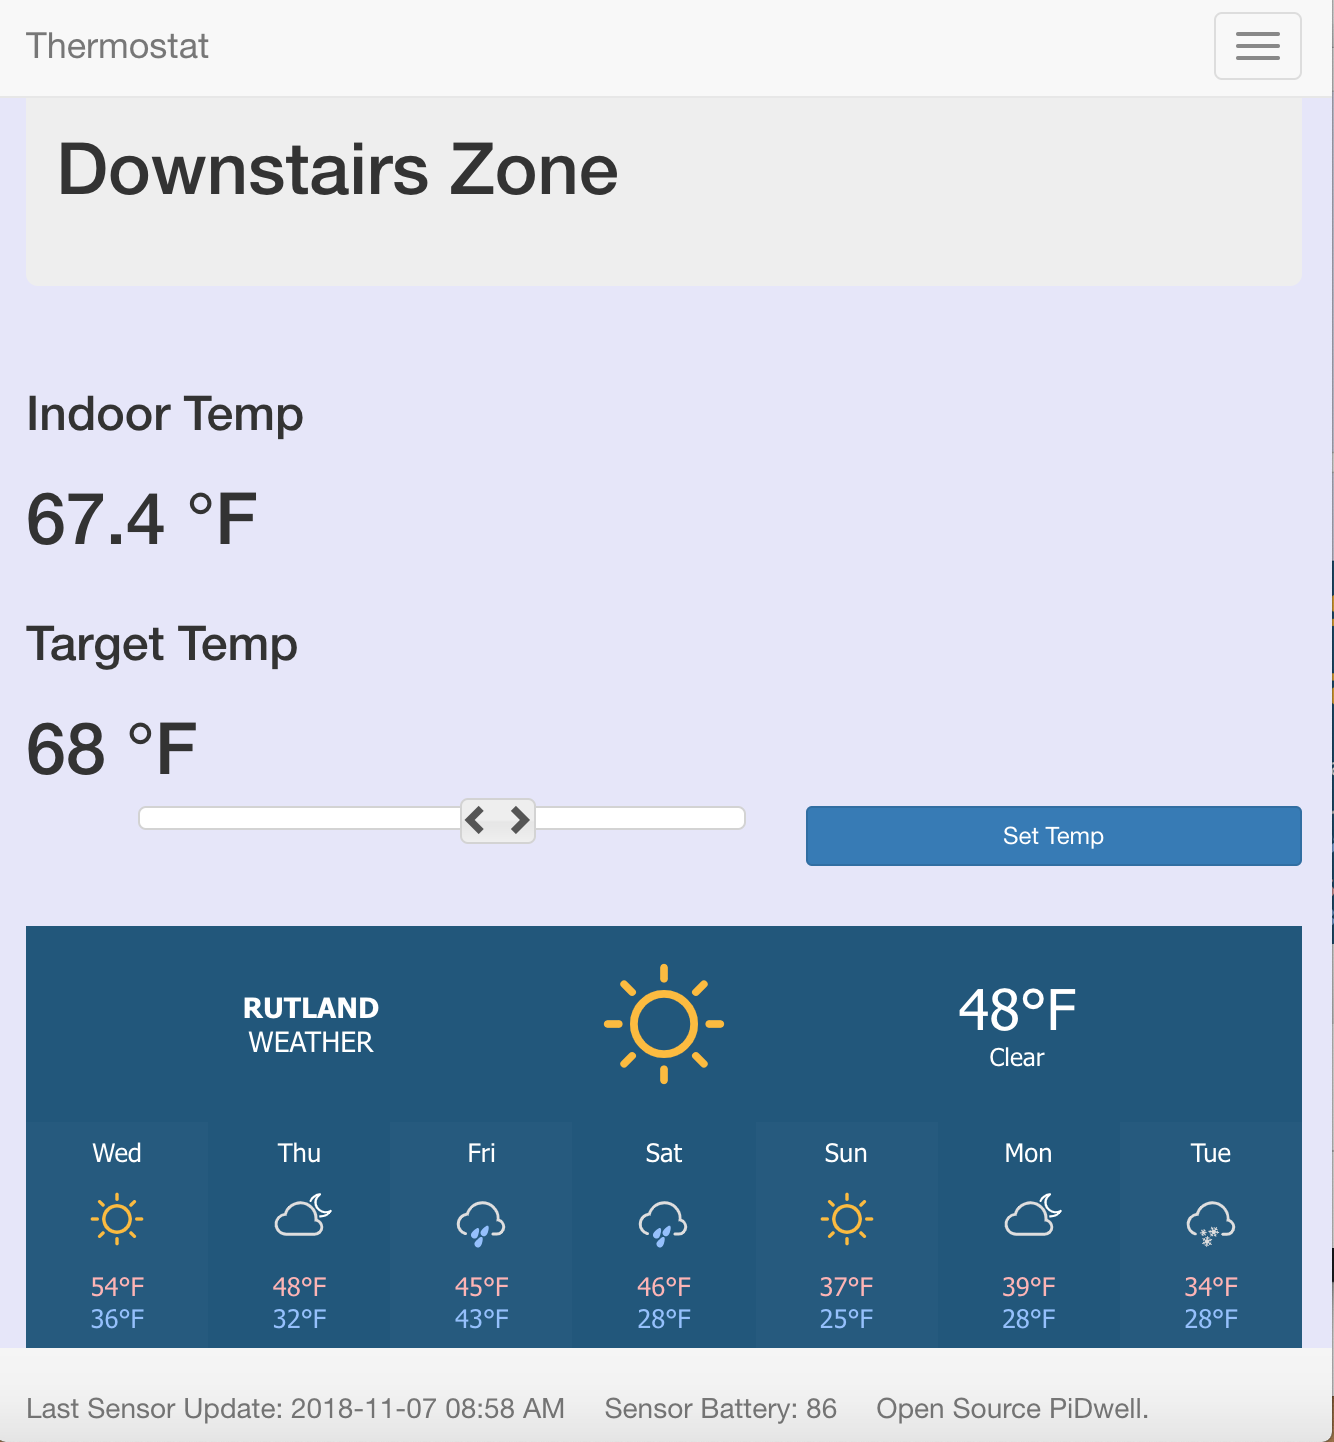 Thermostat
Downstairs Zone
Indoor Temp
67.4 °F
Target Temp
68 °F
Set Temp
RUTLAND
WEATHER
48°F
Clear
Wed Thu Fri Sat Sun Mon Tue
54°F 48°F 45°F 46°F 37°F 39°F 34°F
36°F 32°F 43°F 28°F 25°F 28°F 28°F
Last Sensor Update: 2018-11-07 08:58 AM Sensor Battery: 86 Open Source PiDwell.